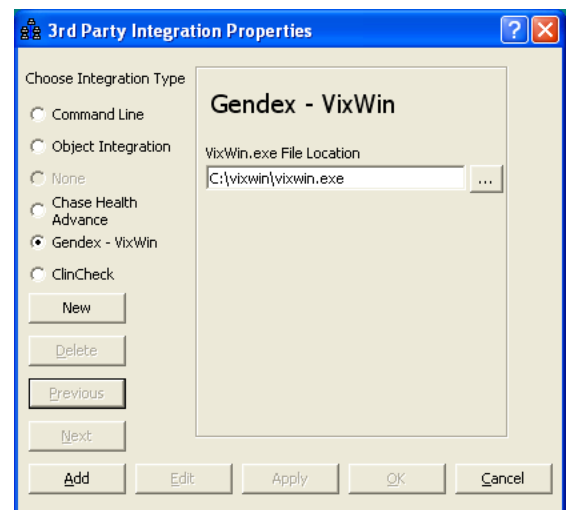 3rd Party Integration Properties
Choose Integration Type
Command Line
Object Integration
None
Chase Health
Advance
Gendex - VixWin
ClinCheck
New
Delete
Previous
Next
Gendex - VixWin
VixWin.exe File Location
C:\vixwin\vixwin.exe
...
Add
Edit
Apply
OK
Cancel